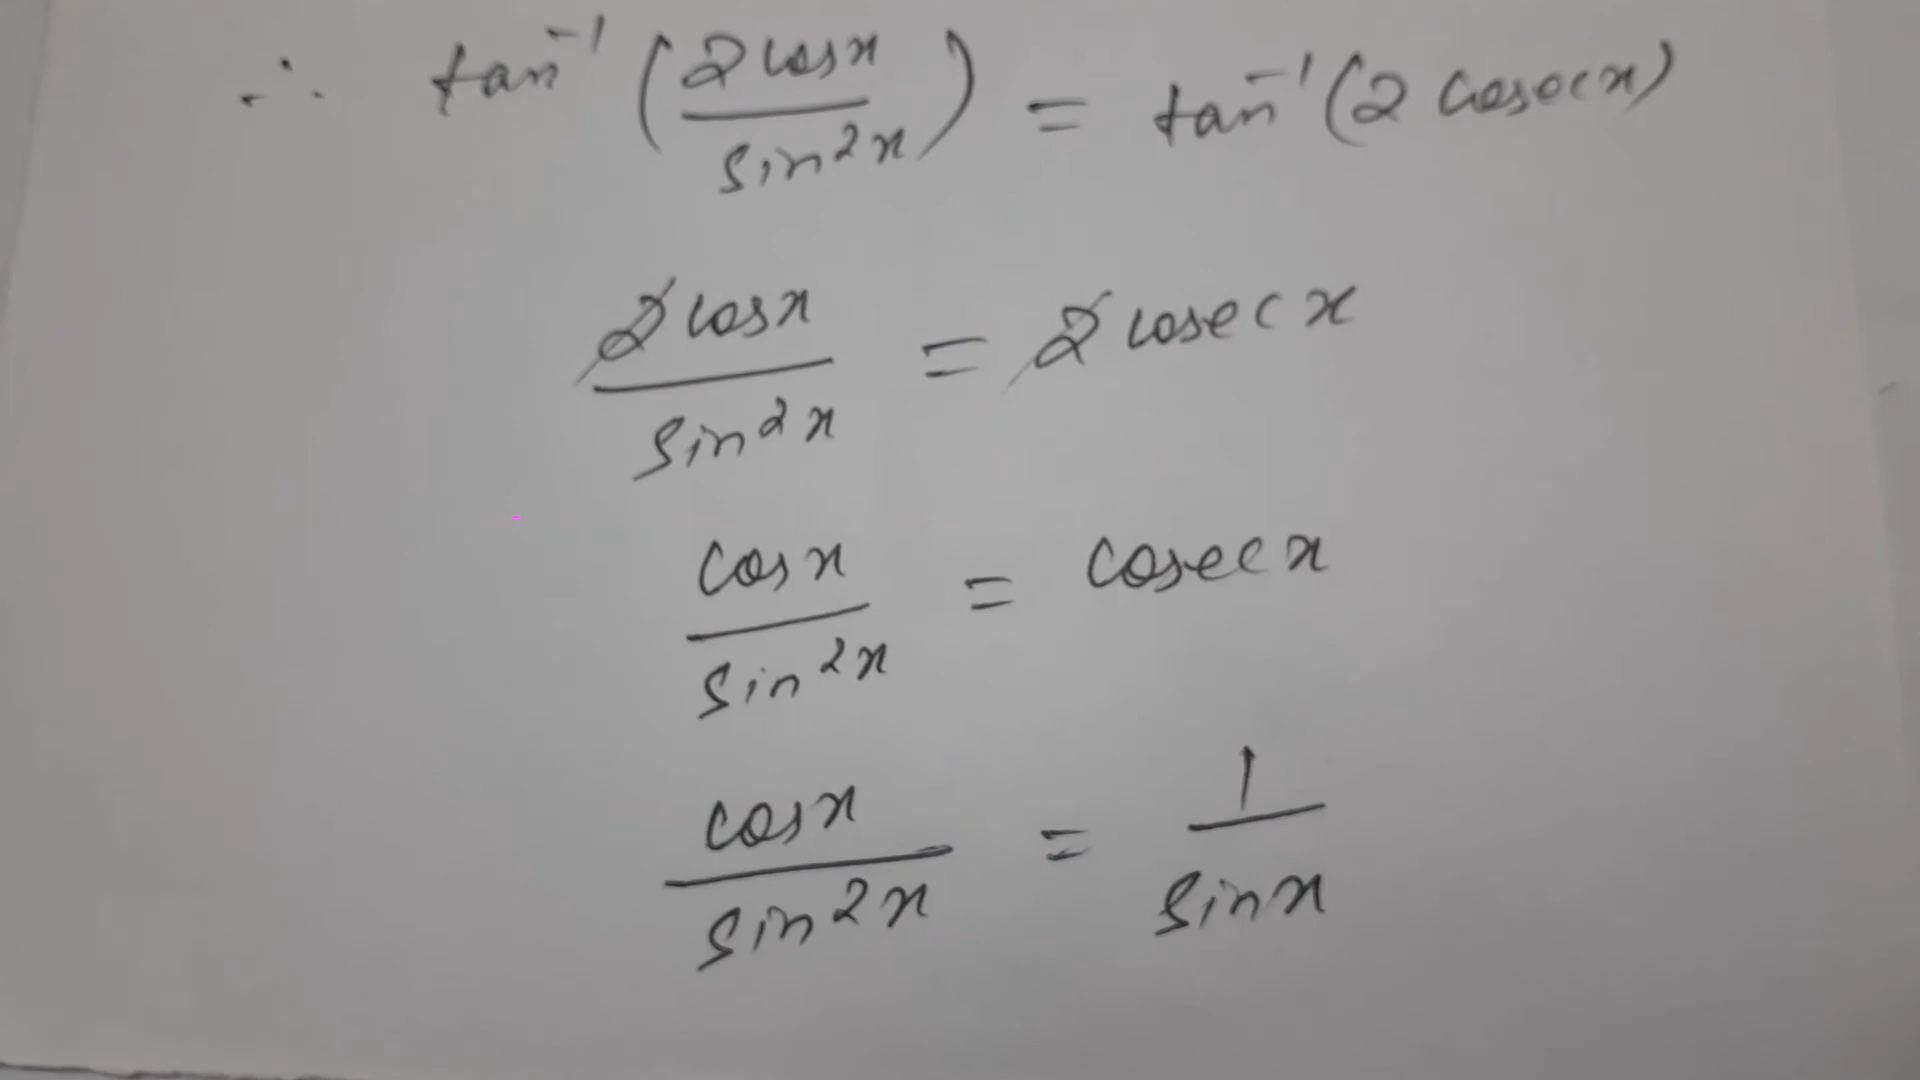 ∴ tan⁻¹(2cosx/sin²x) = tan⁻¹(2 cosecx)
2cosx/sin²x = 2cosecx
cosx/sin²x = cosecx
cosx/sin²x = 1/sinx